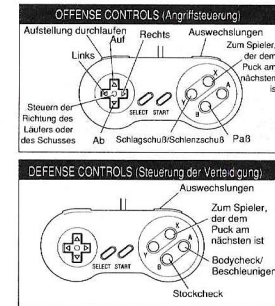 OFFENSE CONTROLS (Angriffsteuerung)
Aufstellung durchlaufen
Auf
Rechts
Auswechslungen
Links
Zum Spieler,
der dem
Puck am
nächsten
ist
X
A
Y
B
Steuern der
Richtung des
Läufers oder
des Schusses
SELECT START
Ab
Schlagschuß/Schlenzschuß
Paß
DEFENSE CONTROLS (Steuerung der Verteidigung)
Auswechslungen
Zum Spieler,
der dem
Puck am
nächsten ist
X
A
Y
B
SELECT START
Bodycheck/
Beschleunigen
Stockcheck